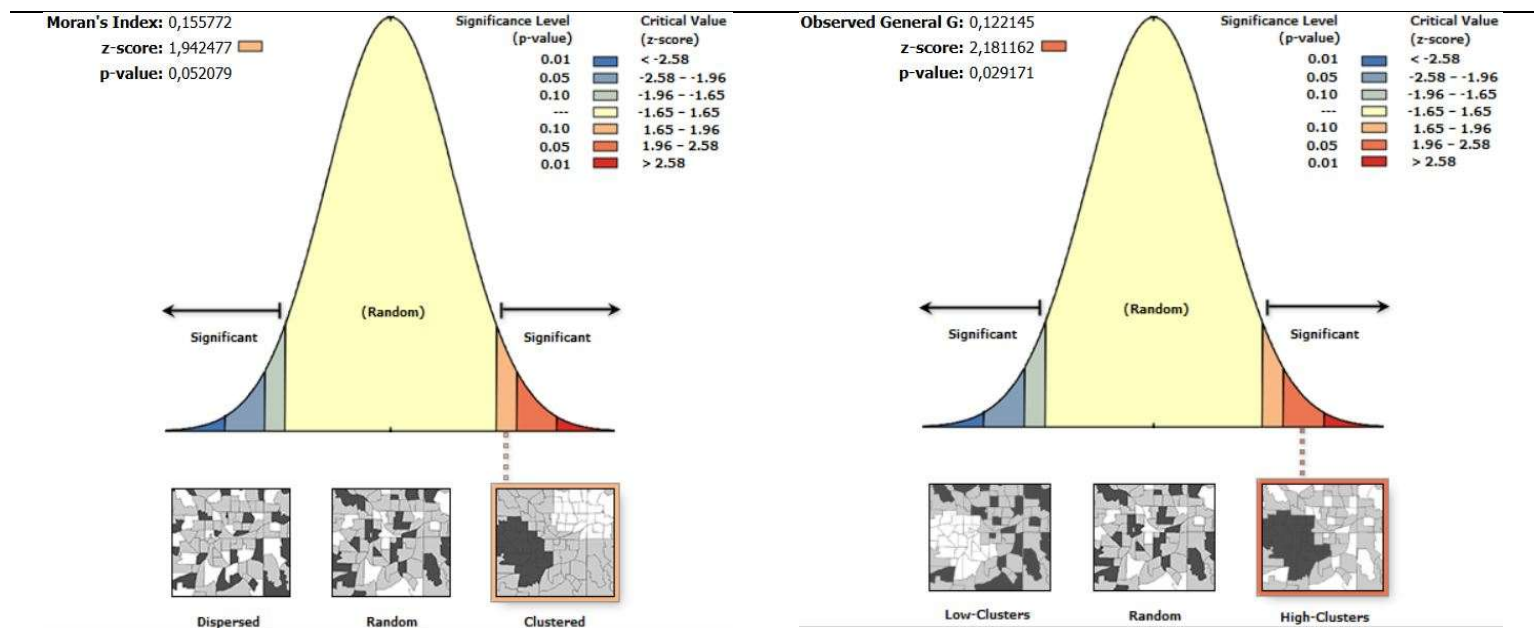 Moran's Index: 0,155772
z-score: 1,942477
p-value: 0,052079
Significance Level Critical Value
(p-value) (z-score)
0.01 < -2.58
0.05 -2.58 – -1.96
0.10 -1.96 – -1.65
--- -1.65 – 1.65
0.10 1.65 – 1.96
0.05 1.96 – 2.58
0.01 > 2.58
(Random)
Significant Significant
Dispersed Random Clustered
Observed General G: 0,122145
z-score: 2,181162
p-value: 0,029171
Significance Level Critical Value
(p-value) (z-score)
0.01 < -2.58
0.05 -2.58 – -1.96
0.10 -1.96 – -1.65
--- -1.65 – 1.65
0.10 1.65 – 1.96
0.05 1.96 – 2.58
0.01 > 2.58
(Random)
Significant Significant
Low-Clusters Random High-Clusters